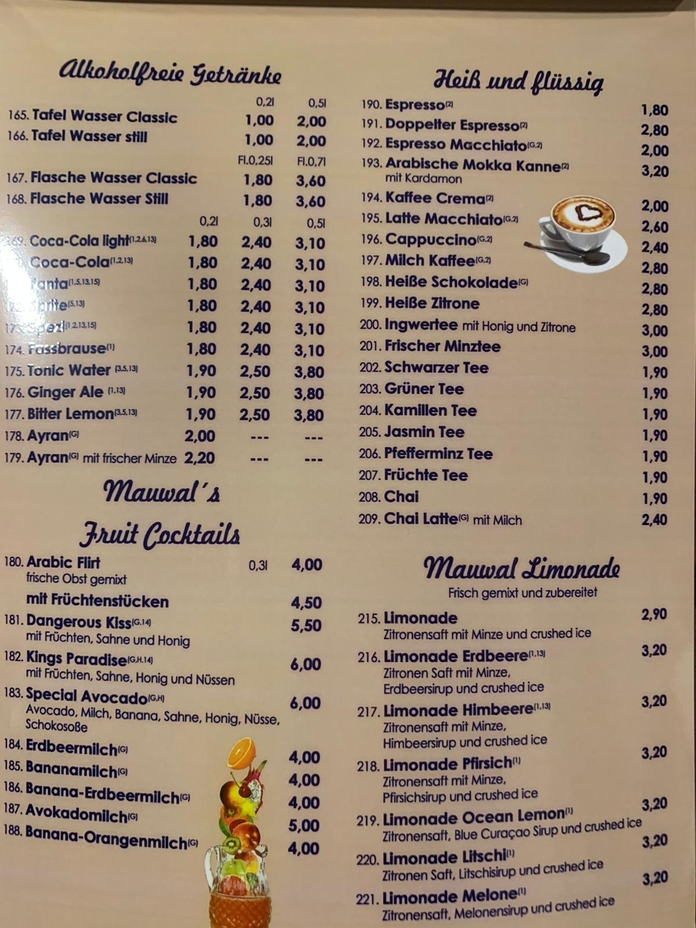 Alkoholfreie Getränke
0,2l 0,5l
165. Tafel Wasser Classic 1,00 2,00
166. Tafel Wasser still 1,00 2,00
Fl.0,25l Fl.0,7l
167. Flasche Wasser Classic 1,80 3,60
168. Flasche Wasser Still 1,80 3,60
0,2l 0,3l 0,5l
169. Coca-Cola light(1,2,6,13) 1,80 2,40 3,10
Coca-Cola(1,2,13) 1,80 2,40 3,10
Fanta(1,5,13,15) 1,80 2,40 3,10
Sprite(5,13) 1,80 2,40 3,10
173. Spezi(1,2,13,15) 1,80 2,40 3,10
174. Fassbrause(1) 1,80 2,40 3,10
175. Tonic Water (3,5,13) 1,90 2,50 3,80
176. Ginger Ale (1,13) 1,90 2,50 3,80
177. Bitter Lemon(3,5,13) 1,90 2,50 3,80
178. Ayran(G) 2,00 --- ---
179. Ayran(G) mit frischer Minze 2,20 --- ---
Mauwal´s
Fruit Cocktails
180. Arabic Flirt 0,3l 4,00
frische Obst gemixt
mit Früchtenstücken 4,50
181. Dangerous Kiss(G,14) 5,50
mit Früchten, Sahne und Honig
182. Kings Paradise(G,H,14) 6,00
mit Früchten, Sahne, Honig und Nüssen
183. Special Avocado(G,H) 6,00
Avocado, Milch, Banana, Sahne, Honig, Nüsse,
Schokosoße
184. Erdbeermilch(G) 4,00
185. Bananamilch(G) 4,00
186. Banana-Erdbeermilch(G) 4,00
187. Avokadomilch(G) 5,00
188. Banana-Orangenmilch(G) 4,00
Heiß und flüssig
190. Espresso(2) 1,80
191. Doppelter Espresso(2) 2,80
192. Espresso Macchiato(G,2) 2,00
193. Arabische Mokka Kanne(2) 3,20
mit Kardamon
194. Kaffee Crema(2) 2,00
195. Latte Macchiato(G,2) 2,60
196. Cappuccino(G,2) 2,40
197. Milch Kaffee(G,2) 2,80
198. Heiße Schokolade(G) 2,80
199. Heiße Zitrone 2,80
200. Ingwertee mit Honig und Zitrone 3,00
201. Frischer Minztee 3,00
202. Schwarzer Tee 1,90
203. Grüner Tee 1,90
204. Kamillen Tee 1,90
205. Jasmin Tee 1,90
206. Pfefferminz Tee 1,90
207. Früchte Tee 1,90
208. Chai 1,90
209. Chai Latte(G) mit Milch 2,40
Mauwal Limonade
Frisch gemixt und zubereitet
215. Limonade 2,90
Zitronensaft mit Minze und crushed ice
216. Limonade Erdbeere(1,13) 3,20
Zitronen Saft mit Minze,
Erdbeersirup und crushed ice
217. Limonade Himbeere(1,13) 3,20
Zitronensaft mit Minze,
Himbeersirup und crushed ice
218. Limonade Pfirsich(1) 3,20
Zitronensaft mit Minze,
Pfirsichsirup und crushed ice
219. Limonade Ocean Lemon(1) 3,20
Zitronensaft, Blue Curaçao Sirup und crushed ice
220. Limonade Litschi(1) 3,20
Zitronen Saft, Litschisirup und crushed ice
221. Limonade Melone(1) 3,20
Zitronensaft, Melonensirup und crushed ice